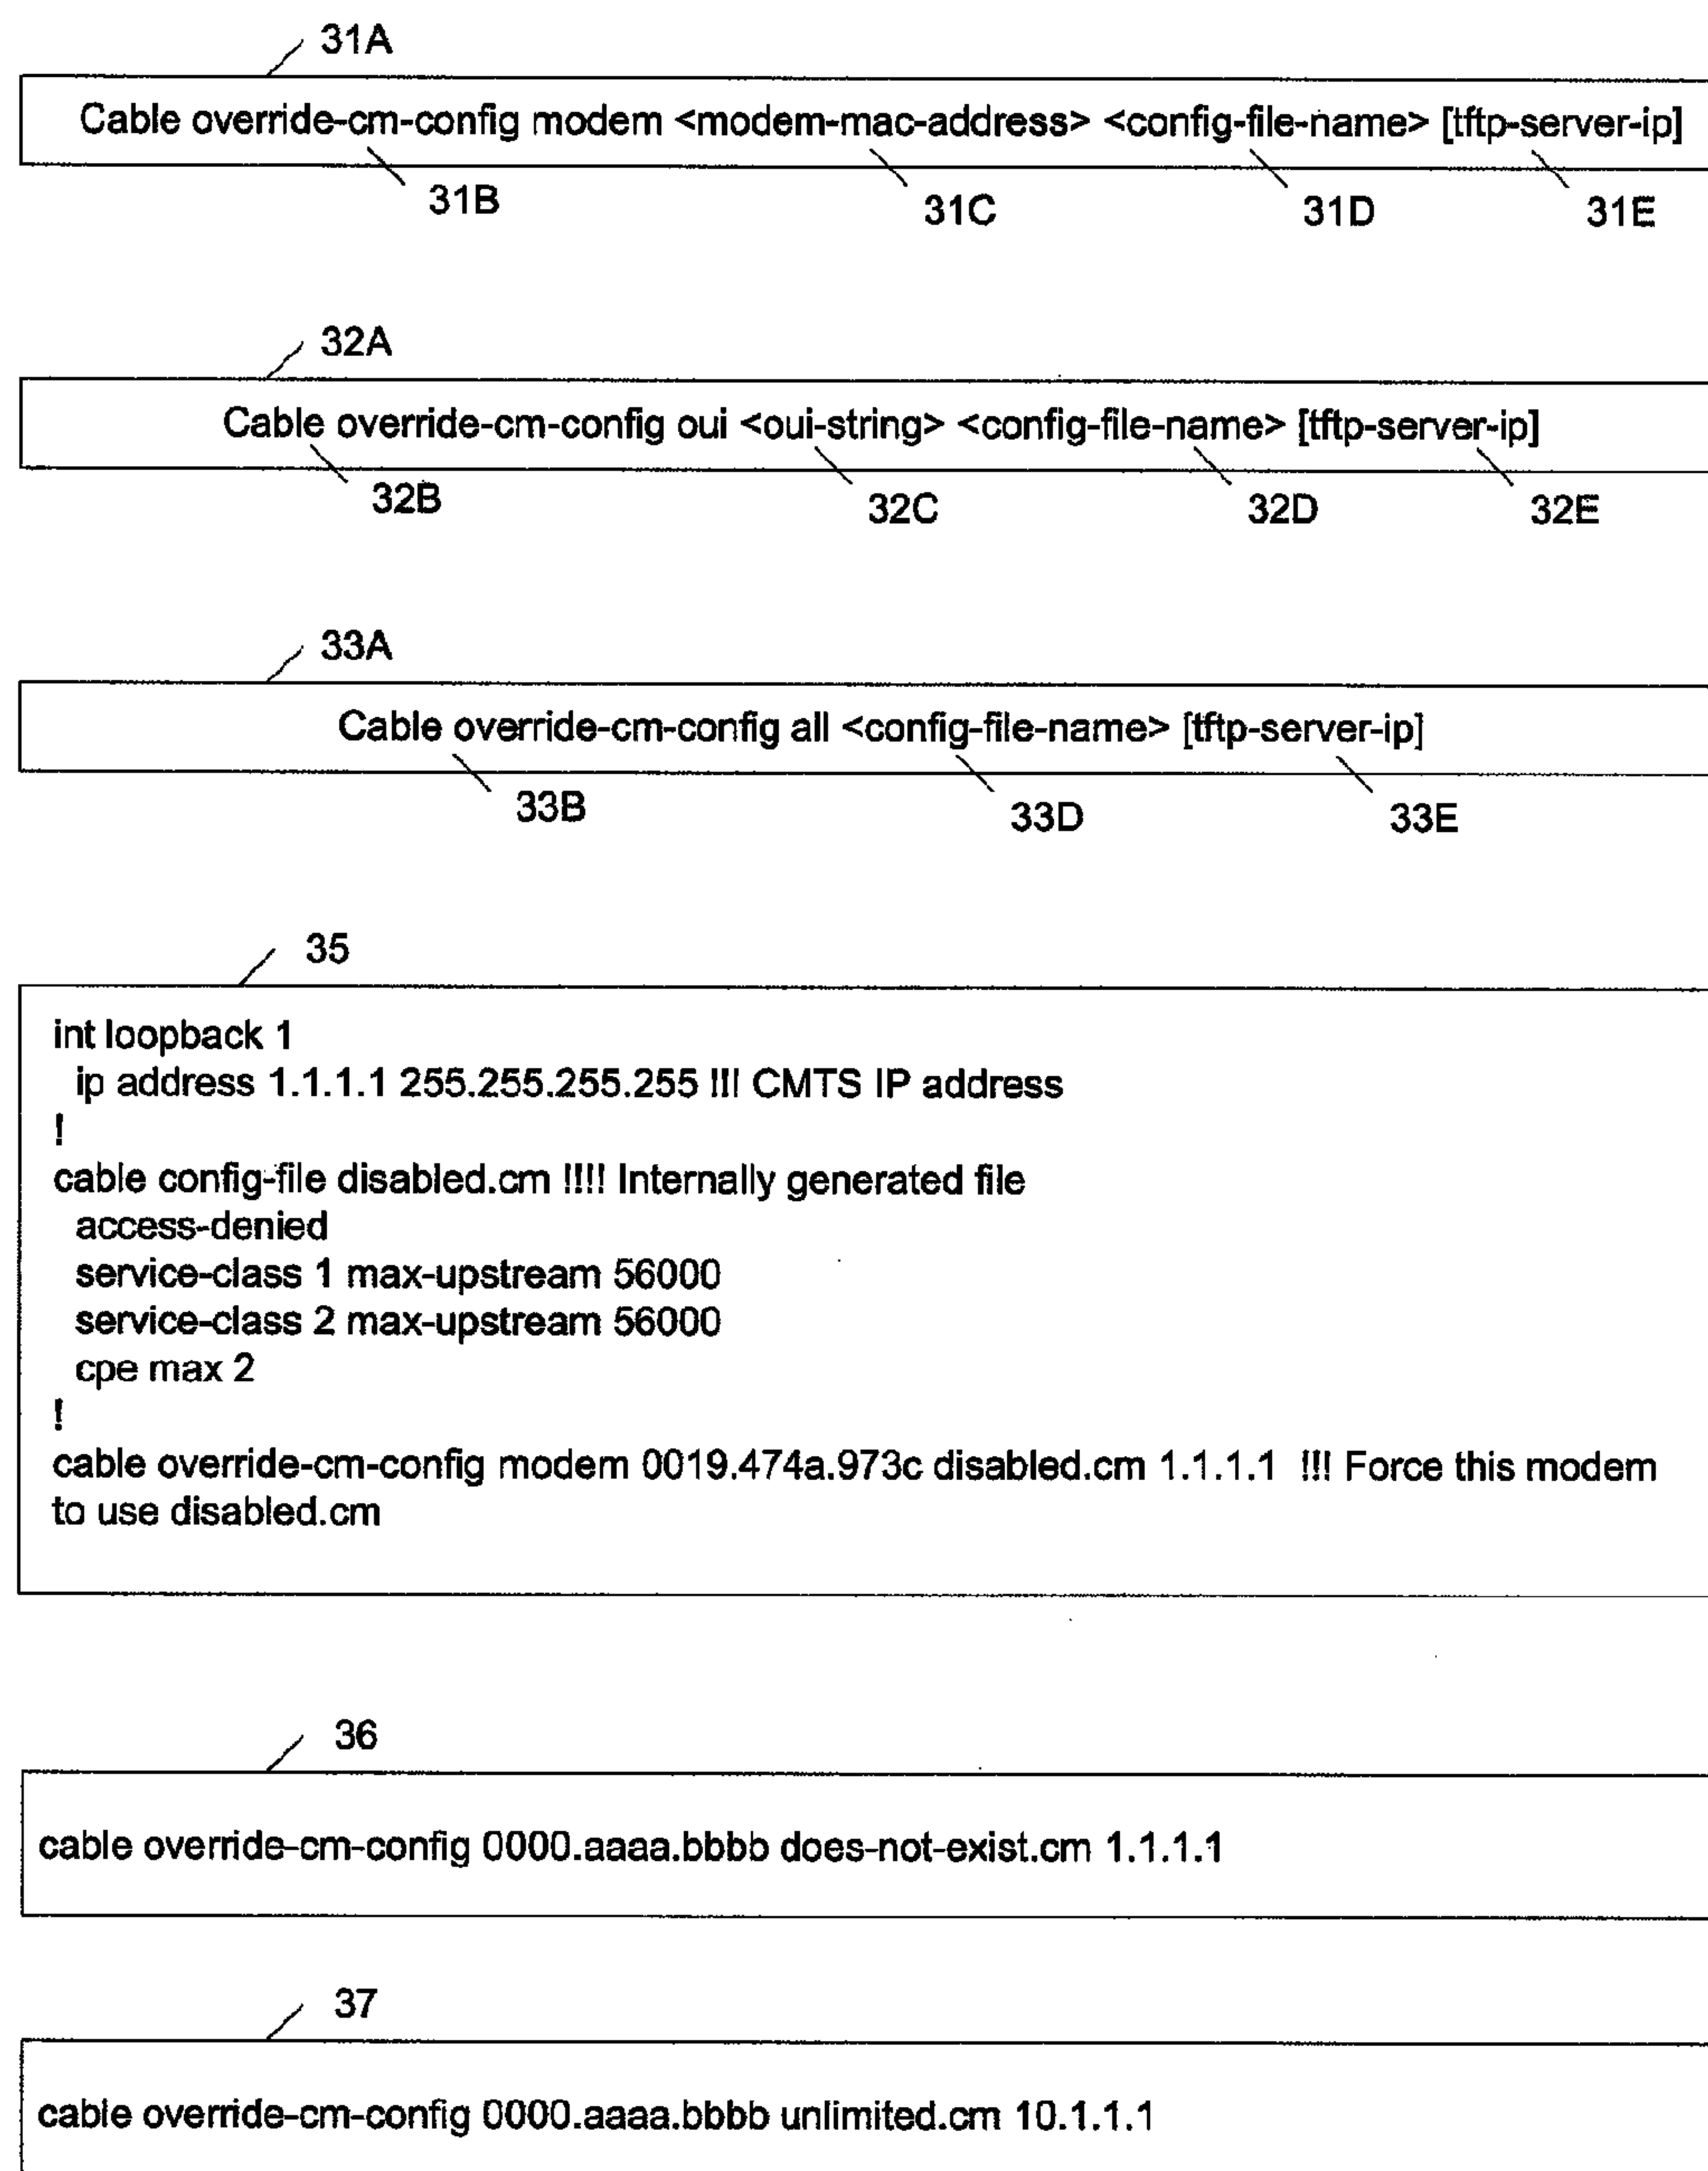 31A
Cable override-cm-config modem <modem-mac-address> <config-file-name> [tftp-server-ip]
31B 31C 31D 31E
32A
Cable override-cm-config oui <oui-string> <config-file-name> [tftp-server-ip]
32B 32C 32D 32E
33A
Cable override-cm-config all <config-file-name> [tftp-server-ip]
33B 33D 33E
35
int loopback 1
ip address 1.1.1.1 255.255.255.255 !!! CMTS IP address
!
cable config-file disabled.cm !!!! Internally generated file
access-denied
service-class 1 max-upstream 56000
service-class 2 max-upstream 56000
cpe max 2
!
cable override-cm-config modem 0019.474a.973c disabled.cm 1.1.1.1 !!! Force this modem
to use disabled.cm
36
cable override-cm-config 0000.aaaa.bbbb does-not-exist.cm 1.1.1.1
37
cable override-cm-config 0000.aaaa.bbbb unlimited.cm 10.1.1.1